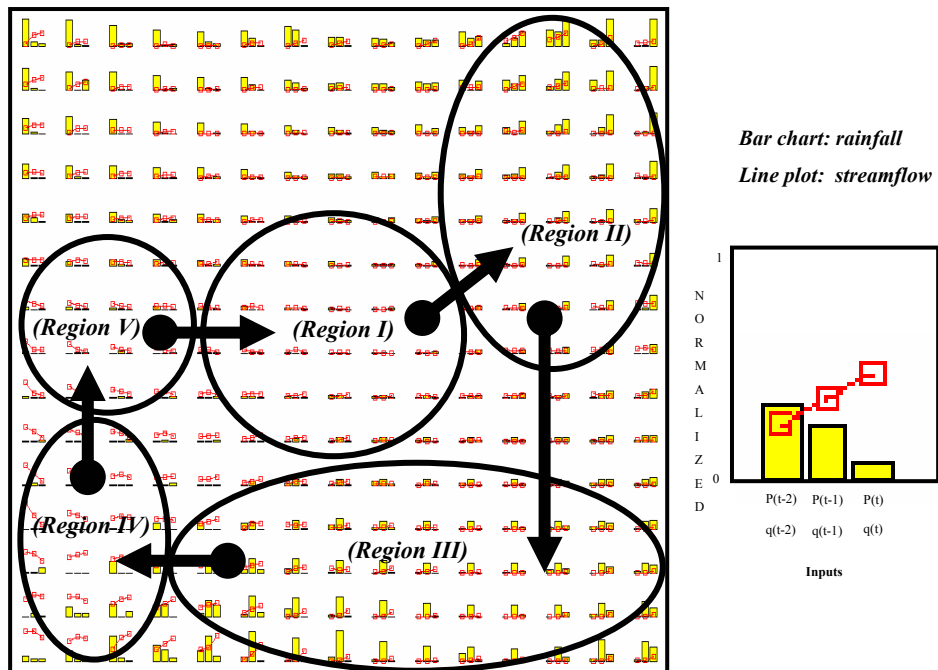 Bar chart: rainfall
Line plot: streamflow
(Region II)
(Region V)
(Region I)
(Region IV)
(Region III)
1
NORMALIZED
0
P(t-2) P(t-1) P(t)
q(t-2) q(t-1) q(t)
Inputs